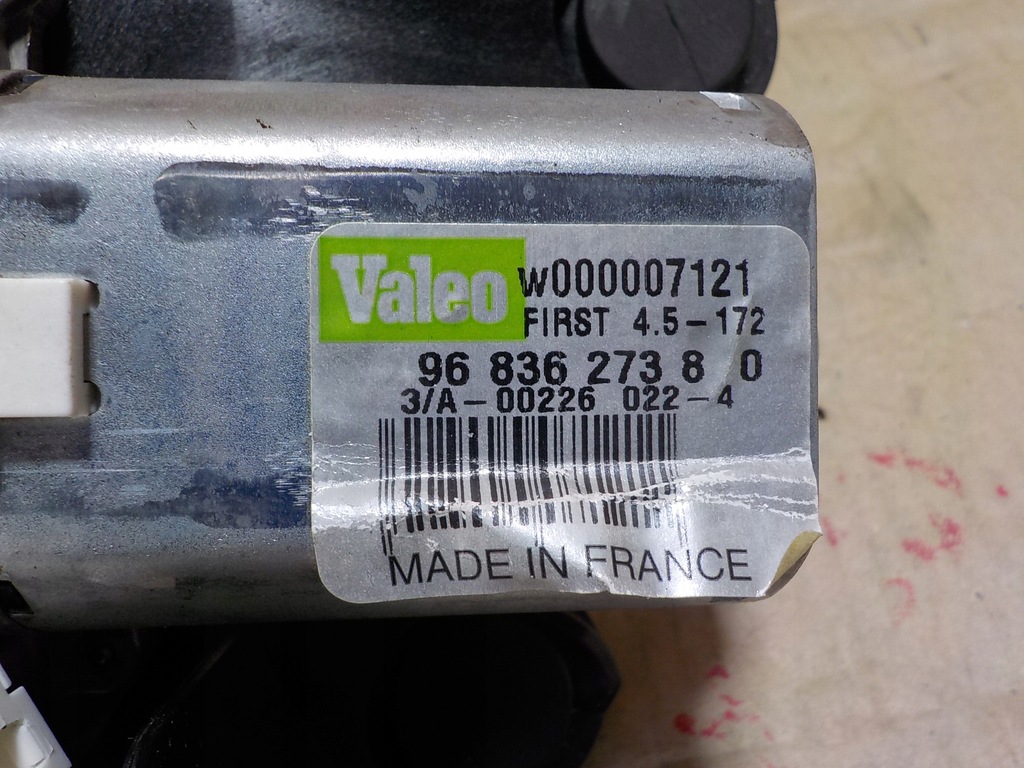 Valeo W000007121
FIRST 4.5-172
96 836 273 8 0
3/A-00226 022-4
MADE IN FRANCE